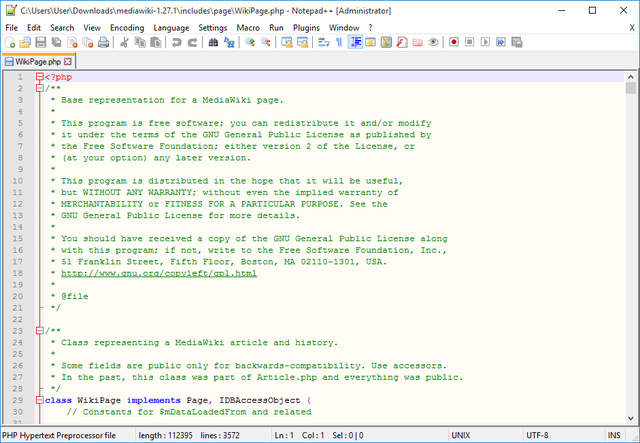 C:\Users\User\Downloads\mediawiki-1.27.1\includes\page\WikiPage.php - Notepad++ [Administrator]
File Edit Search View Encoding Language Settings Macro Run Plugins Window ? X
WikiPage.php
1 <?php
2 /**
3 * Base representation for a MediaWiki page.
4 *
5 * This program is free software; you can redistribute it and/or modify
6 * it under the terms of the GNU General Public License as published by
7 * the Free Software Foundation; either version 2 of the License, or
8 * (at your option) any later version.
9 *
10 * This program is distributed in the hope that it will be useful,
11 * but WITHOUT ANY WARRANTY; without even the implied warranty of
12 * MERCHANTABILITY or FITNESS FOR A PARTICULAR PURPOSE. See the
13 * GNU General Public License for more details.
14 *
15 * You should have received a copy of the GNU General Public License along
16 * with this program; if not, write to the Free Software Foundation, Inc.,
17 * 51 Franklin Street, Fifth Floor, Boston, MA 02110-1301, USA.
18 * http://www.gnu.org/copyleft/gpl.html
19 *
20 * @file
21 */
22
23 /**
24 * Class representing a MediaWiki article and history.
25 *
26 * Some fields are public only for backwards-compatibility. Use accessors.
27 * In the past, this class was part of Article.php and everything was public.
28 */
29 class WikiPage implements Page, IDBAccessObject {
30 // Constants for $mDataLoadedFrom and related
31
PHP Hypertext Preprocessor file length : 112395 lines : 3572 Ln : 1 Col : 1 Sel : 0 | 0 UNIX UTF-8 INS